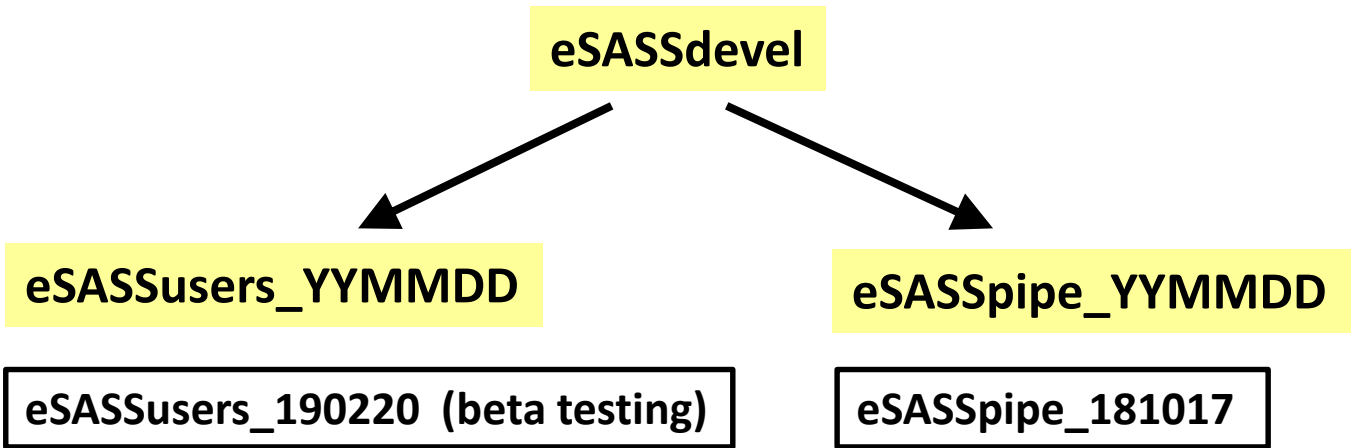 eSASSdevel
eSASSusers_YYMMDD
eSASSpipe_YYMMDD
eSASSusers_190220 (beta testing)
eSASSpipe_181017